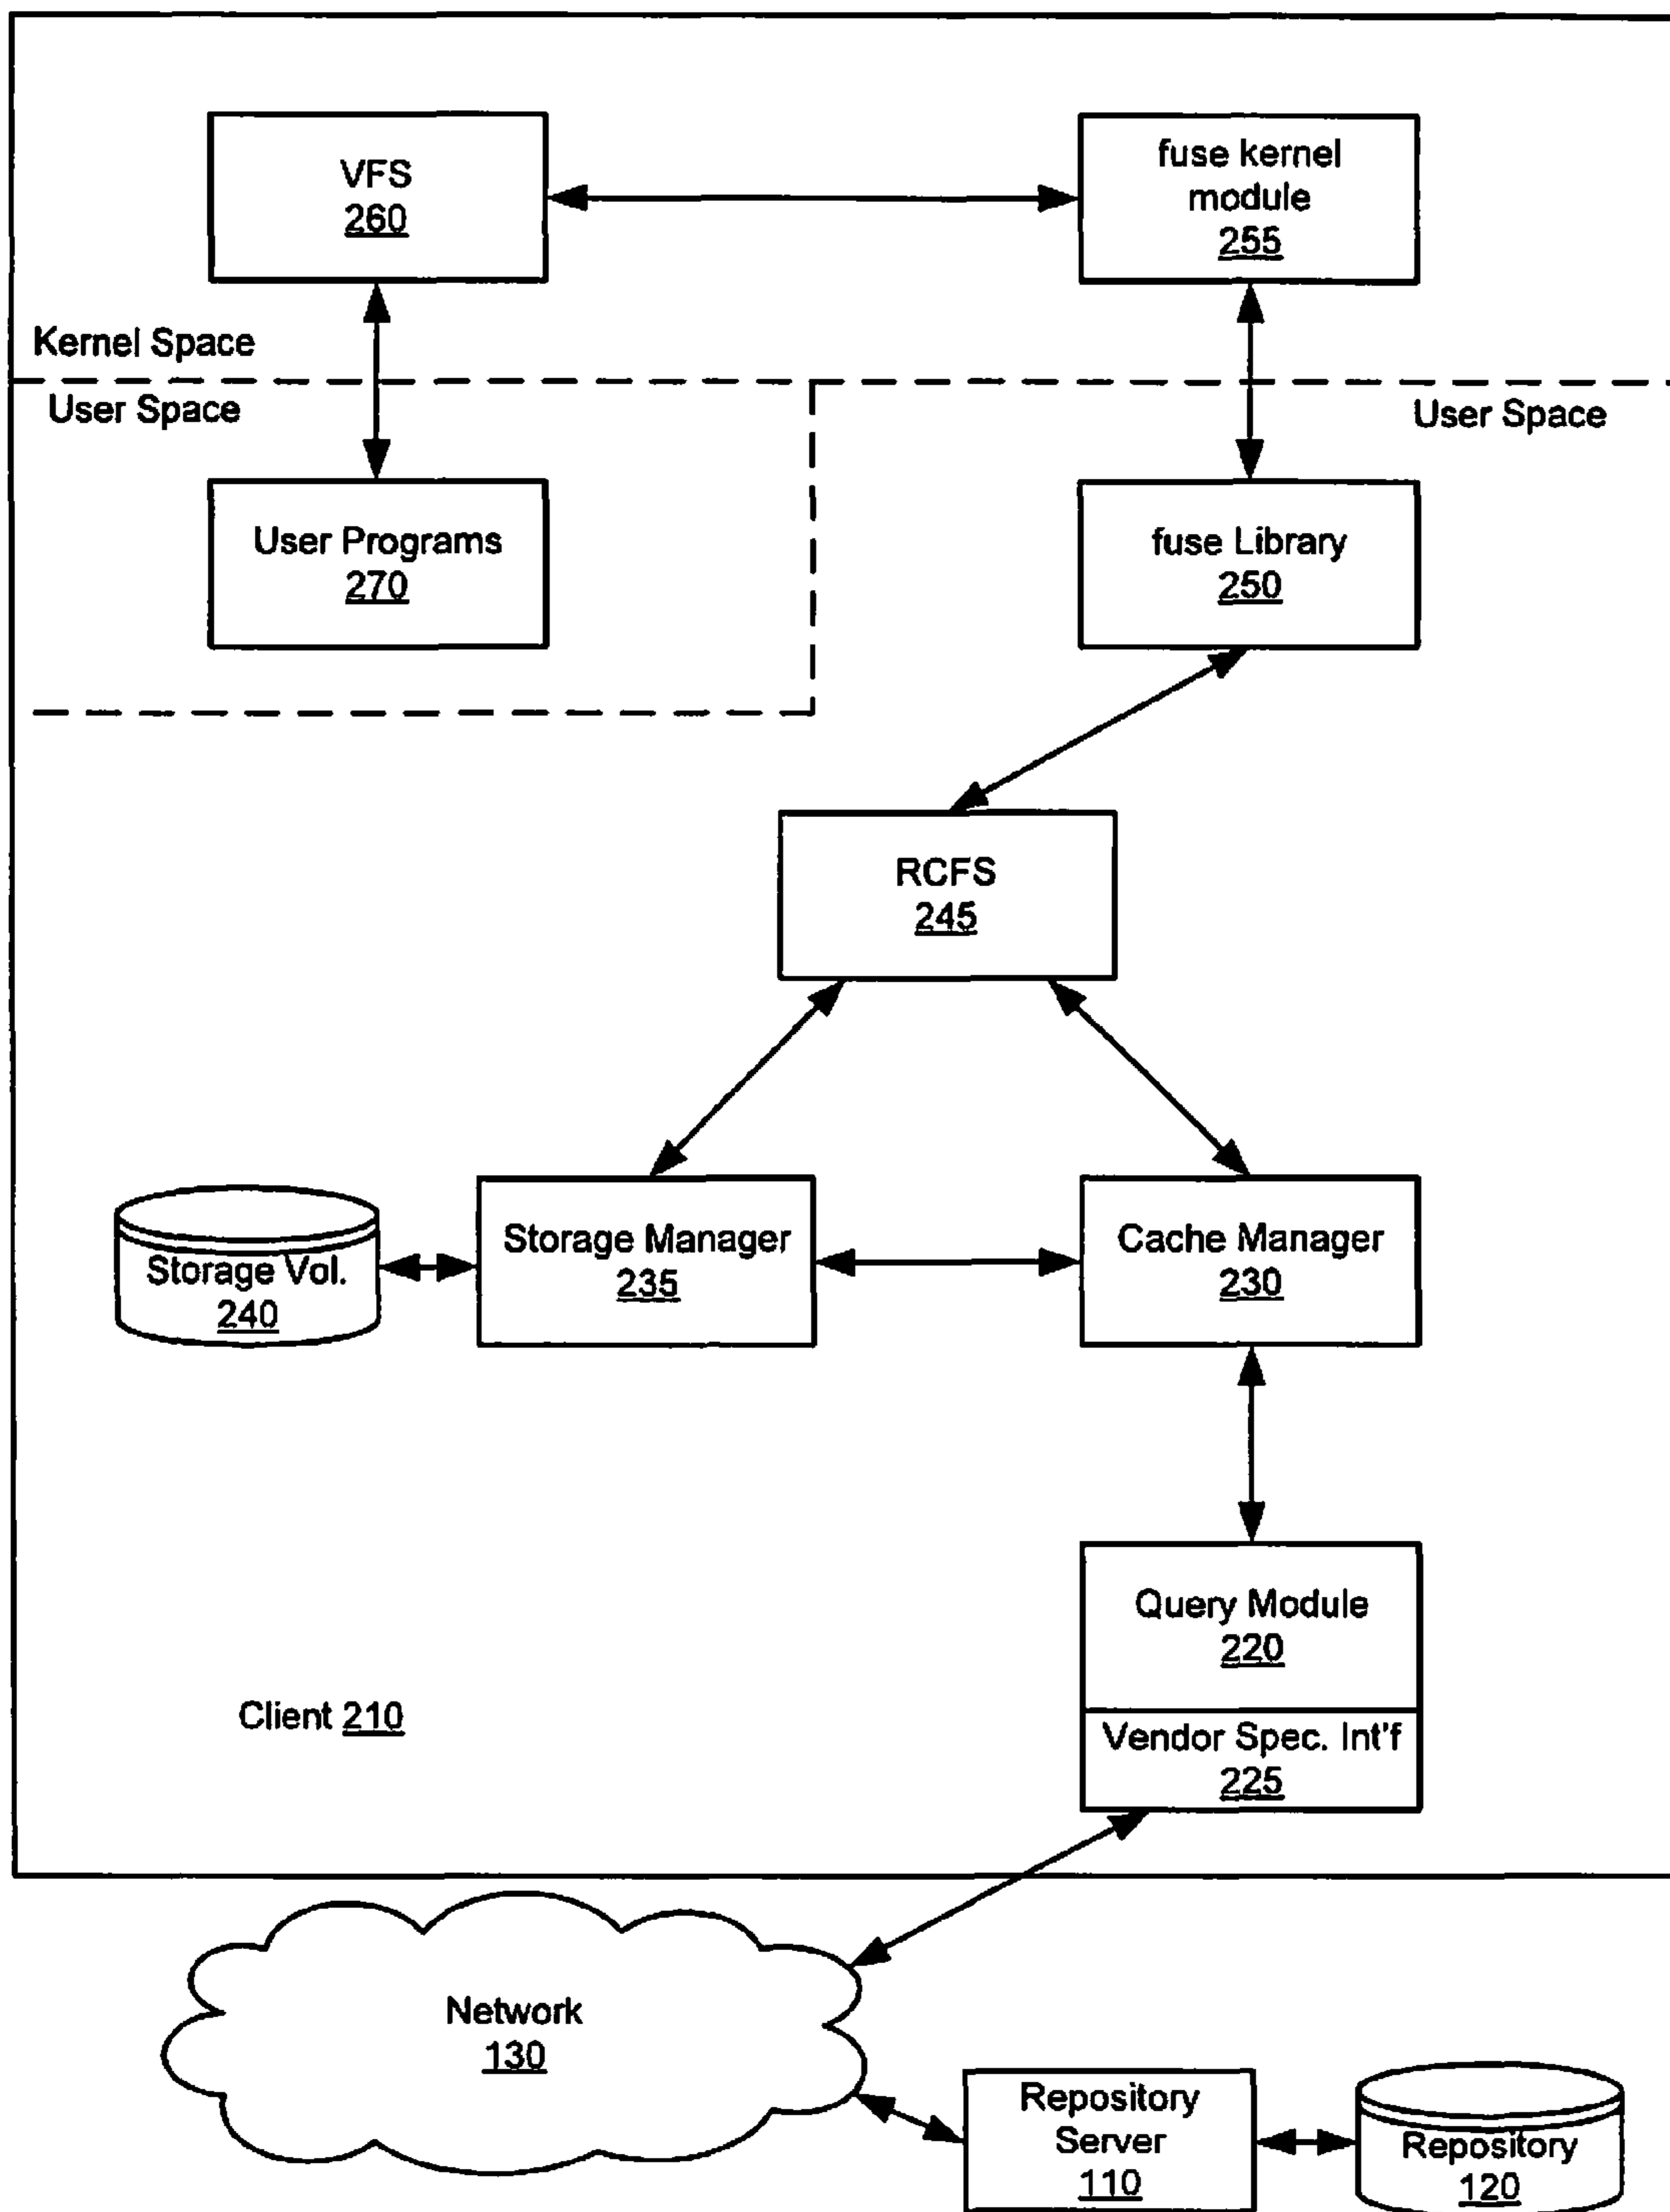 VFS
260
fuse kernel
module
255
Kernel Space
User Space
User Space
User Programs
270
fuse Library
250
RCFS
245
Storage Vol.
240
Storage Manager
235
Cache Manager
230
Query Module
220
Client 210
Vendor Spec. Int'f
225
Network
130
Repository
Server
110
Repository
120